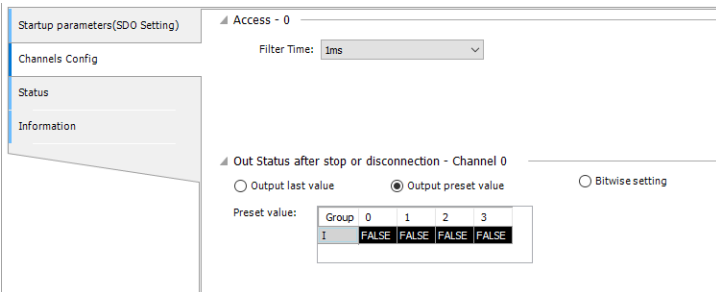 Startup parameters(SDO Setting)
Channels Config
Status
Information
Access - 0
Filter Time: 1ms
Out Status after stop or disconnection - Channel 0
Output last value Output preset value Bitwise setting
Preset value:
Group 0 1 2 3
I FALSE FALSE FALSE FALSE